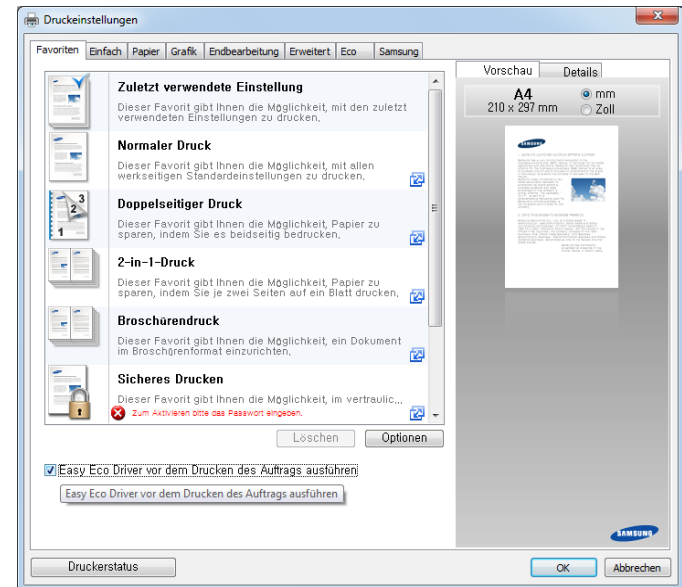 Druckeinstellungen
Favoriten Einfach Papier Grafik Endbearbeitung Erweitert Eco Samsung
Zuletzt verwendete Einstellung
Dieser Favorit gibt Ihnen die Möglichkeit, mit den zuletzt
verwendeten Einstellungen zu drucken.
Normaler Druck
Dieser Favorit gibt Ihnen die Möglichkeit, mit allen
werkseitigen Standardeinstellungen zu drucken.
Doppelseitiger Druck
Dieser Favorit gibt Ihnen die Möglichkeit, Papier zu
sparen, indem Sie es beidseitig bedrucken.
1
2
3
2-in-1-Druck
Dieser Favorit gibt Ihnen die Möglichkeit, Papier zu
sparen, indem Sie je zwei Seiten auf ein Blatt drucken.
Broschürendruck
Dieser Favorit gibt Ihnen die Möglichkeit, ein Dokument
im Broschürenformat einzurichten.
Sicheres Drucken
Dieser Favorit gibt Ihnen die Möglichkeit, im vertraulic...
Zum Aktivieren bitte das Passwort eingeben.
Löschen Optionen
Easy Eco Driver vor dem Drucken des Auftrags ausführen
Easy Eco Driver vor dem Drucken des Auftrags ausführen
Vorschau Details
A4
210 x 297 mm
mm
Zoll
SAMSUNG
SAMSUNG
Druckerstatus OK Abbrechen